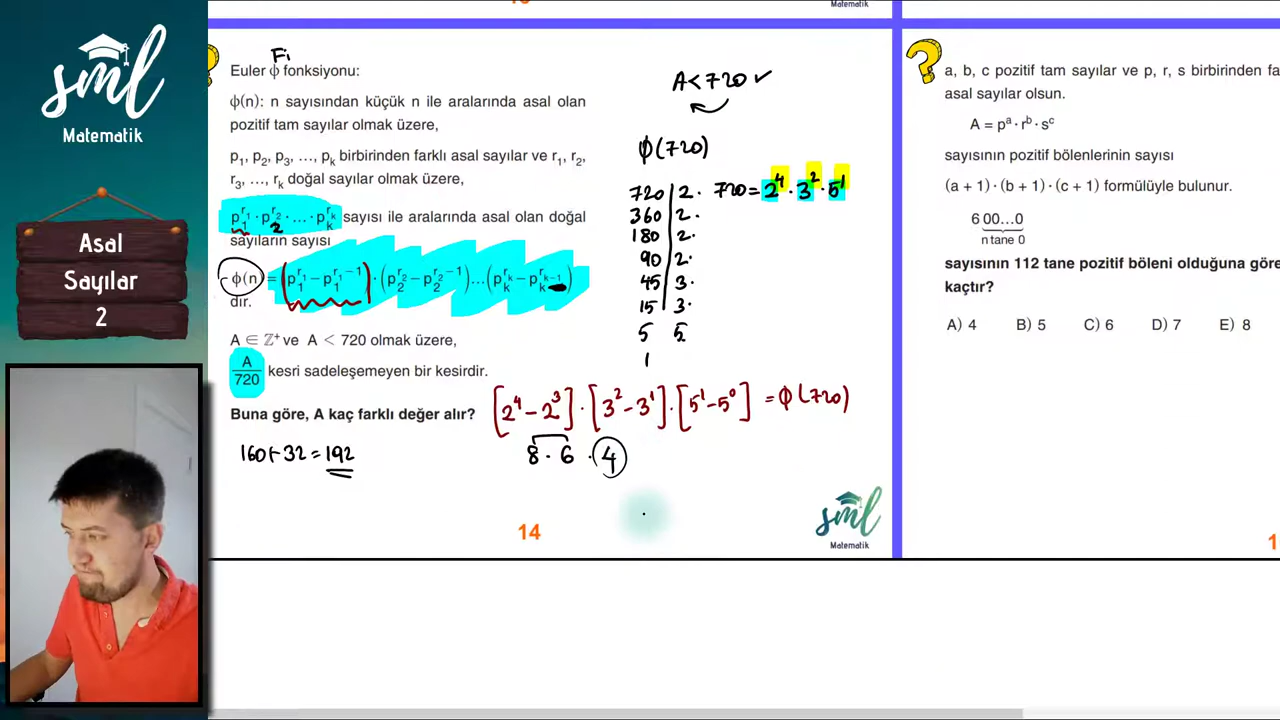 sml
Matematik
Asal
Sayılar
2
Matematik
Fi
Euler ϕ fonksiyonu:
ϕ(n): n sayısından küçük n ile aralarında asal olan
pozitif tam sayılar olmak üzere,
p₁, p₂, p₃, ..., pₖ birbirinden farklı asal sayılar ve r₁, r₂,
r₃, ..., rₖ doğal sayılar olmak üzere,
p₁^r₁ · p₂^r₂ · ... · pₖ^rₖ sayısı ile aralarında asal olan doğal
sayıların sayısı
ϕ(n) = (p₁^r₁ – p₁^r₁–1) · (p₂^r₂ – p₂^r₂–1)...(pₖ^rₖ – pₖ^rₖ–1)
dir.
A ∈ ℤ⁺ ve A < 720 olmak üzere,
A
720
kesri sadeleşemeyen bir kesirdir.
Buna göre, A kaç farklı değer alır?
160+32=192
A<720 ✓
ϕ(720)
720 | 2· 720=2⁴·3²·5¹
360 | 2·
180 | 2·
90 | 2·
45 | 3·
15 | 3·
5 5
1
[2⁴–2³]·[3²–3¹]·[5¹–5⁰] = ϕ(720)
8·6·4
14
sml
Matematik
a, b, c pozitif tam sayılar ve p, r, s birbirinden fa
asal sayılar olsun.
A = pᵃ · rᵇ · sᶜ
sayısının pozitif bölenlerinin sayısı
(a + 1) · (b + 1) · (c + 1) formülüyle bulunur.
6 00...0
n tane 0
sayısının 112 tane pozitif böleni olduğuna göre
kaçtır?
A) 4 B) 5 C) 6 D) 7 E) 8